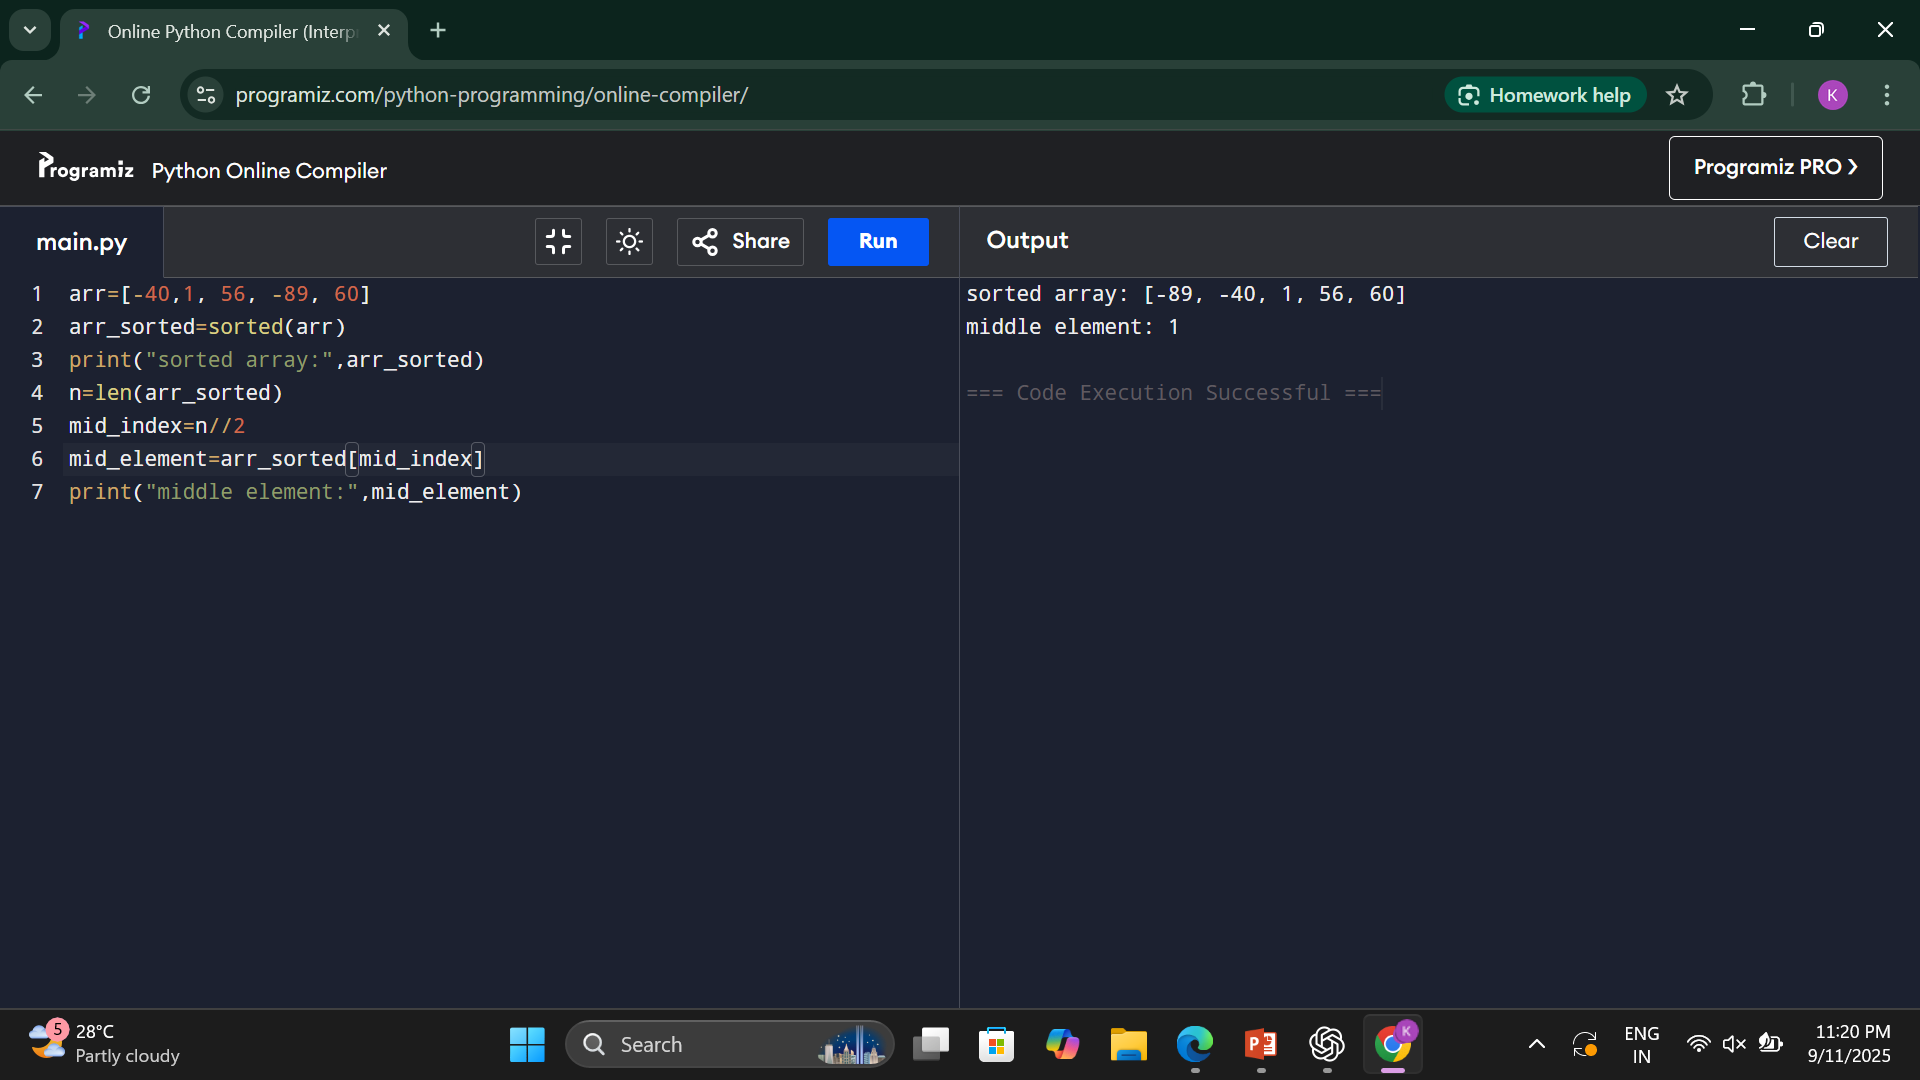 Online Python Compiler (Interp
programiz.com/python-programming/online-compiler/
Homework help
K
Programiz
Python Online Compiler
Programiz PRO ❯
main.py
Share
Run
Output
Clear
1 arr=[-40,1, 56, -89, 60]
2 arr_sorted=sorted(arr)
3 print("sorted array:",arr_sorted)
4 n=len(arr_sorted)
5 mid_index=n//2
6 mid_element=arr_sorted[mid_index]
7 print("middle element:",mid_element)
sorted array: [-89, -40, 1, 56, 60]
middle element: 1
=== Code Execution Successful ===
5
28°C
Partly cloudy
Search
P
K
ENG
IN
11:20 PM
9/11/2025